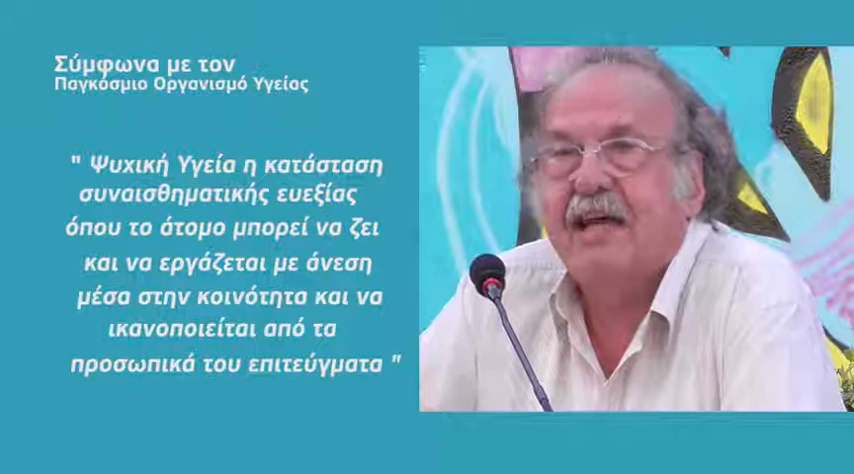 Σύμφωνα με τον
Παγκόσμιο Οργανισμό Υγείας
" Ψυχική Υγεία η κατάσταση
συναισθηματικής ευεξίας
όπου το άτομο μπορεί να ζει
και να εργάζεται με άνεση
μέσα στην κοινότητα και να
ικανοποιείται από τα
προσωπικά του επιτεύγματα "